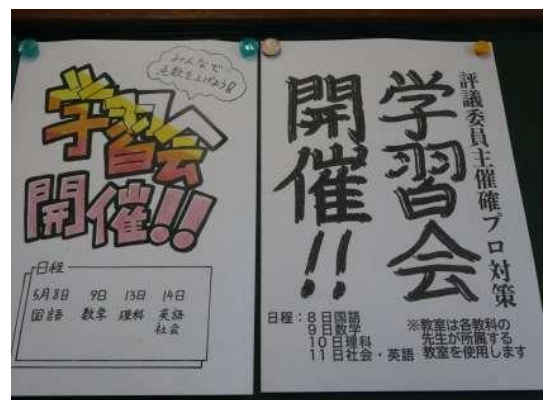 みんなで
点数を上げよう!!
学習会
開催!!
日程
5月8日 9日 13日 14日
国語 数学 理科 英語
社会
評議委員主催確プロ対策
学習会
開催!!
日程:8日国語
9日数学
10日理科
11日社会・英語
※教室は各教科の
先生が所属する
教室を使用します